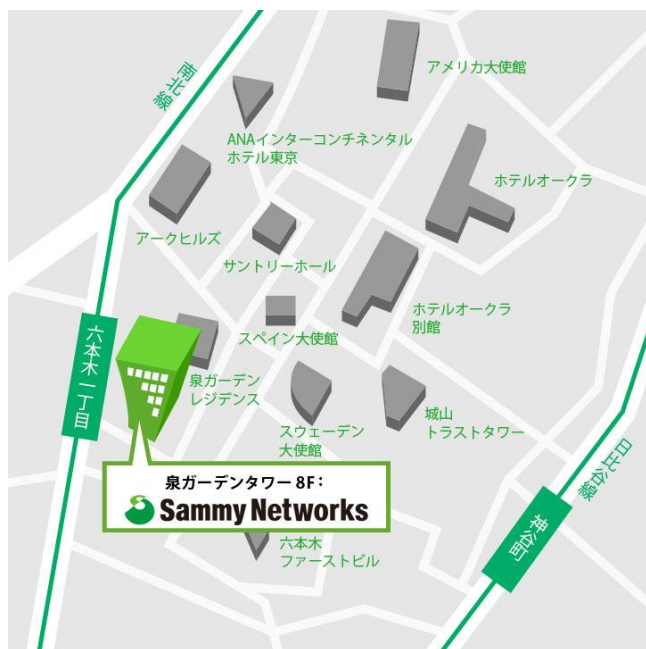 アメリカ大使館
南北線
ANAインターコンチネンタル
ホテル東京
ホテルオークラ
アークヒルズ
サントリーホール
ホテルオークラ
別館
スペイン大使館
六本木一丁目
泉ガーデン
レジデンス
スウェーデン
大使館
城山
トラストタワー
日比谷線
泉ガーデンタワー 8F：
Sammy Networks
神谷町
六本木
ファーストビル